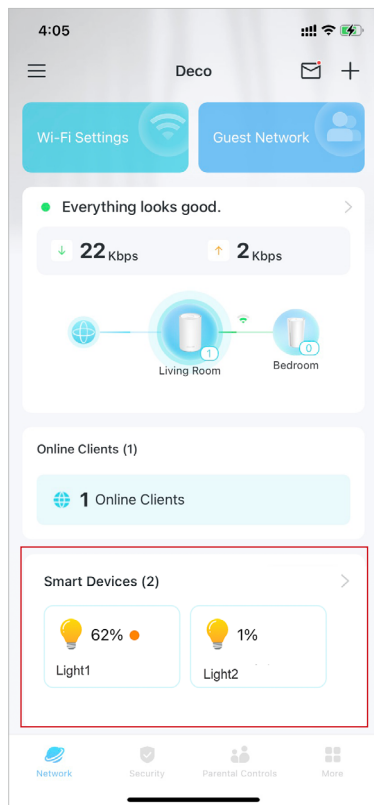 4:05
Deco
Wi-Fi Settings
Guest Network
Everything looks good.
22 Kbps
2 Kbps
1
0
Living Room
Bedroom
Online Clients (1)
1 Online Clients
Smart Devices (2)
62%
1%
Light1
Light2
Network
Security
Parental Controls
More